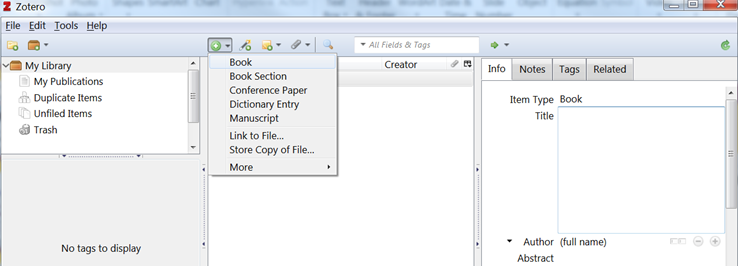 Zotero
File Edit Tools Help
All Fields & Tags
My Library
My Publications
Duplicate Items
Unfiled Items
Trash
No tags to display
Creator
Book
Book Section
Conference Paper
Dictionary Entry
Manuscript
Link to File...
Store Copy of File...
More
Info Notes Tags Related
Item Type Book
Title
Author (full name)
Abstract